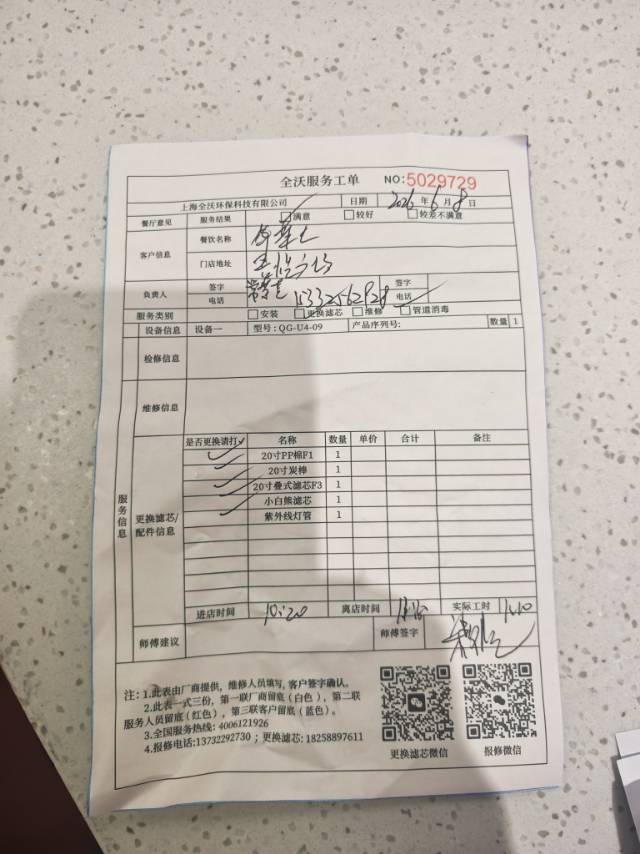 全沃服务工单 NO:5029729
上海全沃环保科技有限公司 日期 2026年6月8日
餐厅意见 服务结果 满意 较好 较差不满意
客户信息 餐饮名称
门店地址
负责人 签字 签字
电话 13325562928 电话
服务类别 安装 更换滤芯 维修 管道消毒
设备信息 设备一 型号: QG-U4-09 产品序列号: 数量 1
检修信息
维修信息
服务信息
更换滤芯/配件信息
是否更换请打✓ 名称 数量 单价 合计 备注
✓ 20寸PP棉F1 1
✓ 20寸炭棒 1
✓ 20寸叠式滤芯F3 1
✓ 小白熊滤芯 1
✓ 紫外线灯管 1
进店时间 10:20 离店时间 实际工时
师傅建议 师傅签字
注: 1.此表由厂商提供，维修人员填写, 客户签字确认。
2.此表一式三份，第一联厂商留底(白色)，第二联
服务人员留底(红色)，第三联客户留底(蓝色)。
3.全国服务热线: 4006121926
4.报修电话:13732292730 ; 更换滤芯: 18258897611
更换滤芯微信 报修微信